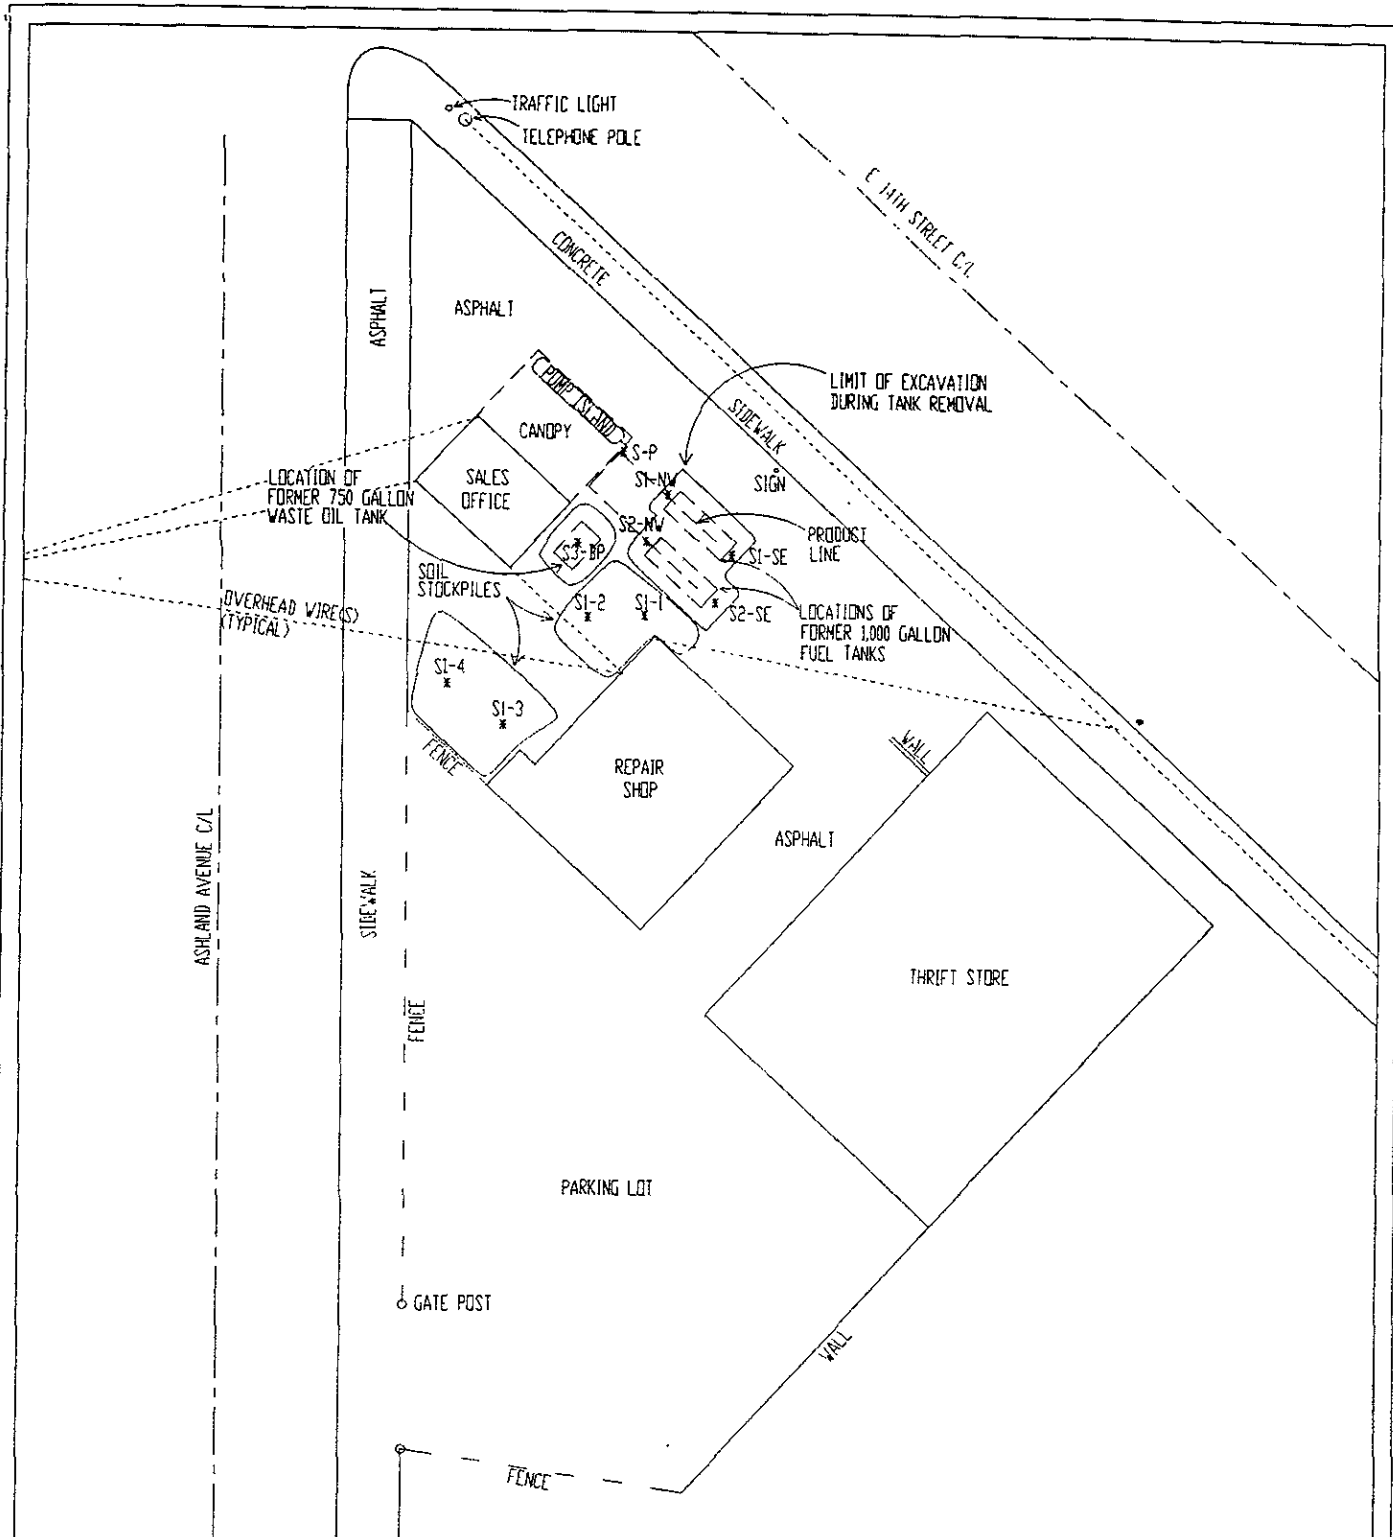 TRAFFIC LIGHT
TELEPHONE POLE
E 14TH STREET C/L
CONCRETE
ASPHALT
ASPHALT
LIMIT OF EXCAVATION
DURING TANK REMOVAL
PUMP ISLAND
SIDEWALK
CANOPY
S-P
S1-NW
SIGN
LOCATION OF
FORMER 750 GALLON
WASTE OIL TANK
SALES
OFFICE
S2-NW
PRODUCT
LINE
S3-BP
S1-SE
SOIL
STOCKPILES
OVERHEAD WIRE(S)
(TYPICAL)
S1-2
S1-1
S2-SE
LOCATIONS OF
FORMER 1,000 GALLON
FUEL TANKS
S1-4
S1-3
FENCE
WALL
REPAIR
SHOP
ASPHALT
ASHLAND AVENUE C/L
SIDEWALK
THRIFT STORE
FENCE
PARKING LOT
GATE POST
WALL
FENCE